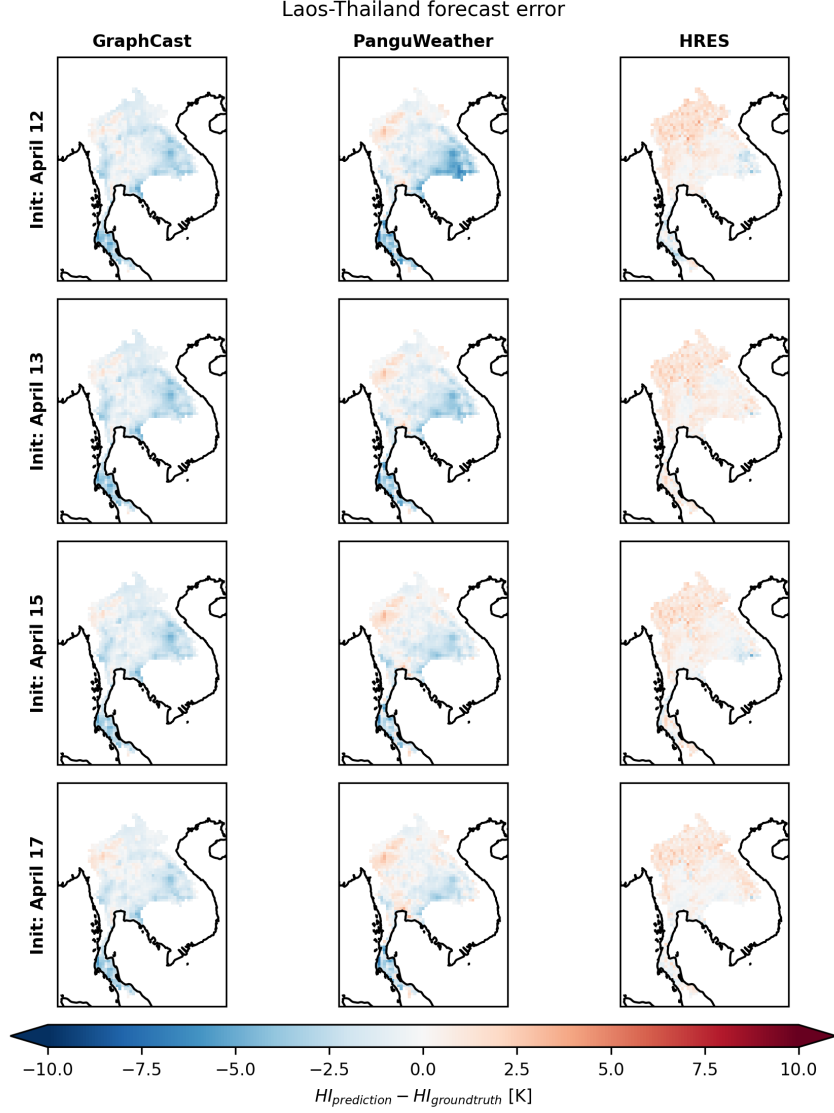 Laos-Thailand forecast error
GraphCast PanguWeather HRES
Init: April 12
Init: April 13
Init: April 15
Init: April 17
−10.0 −7.5 −5.0 −2.5 0.0 2.5 5.0 7.5 10.0
HI_prediction − HI_groundtruth [K]